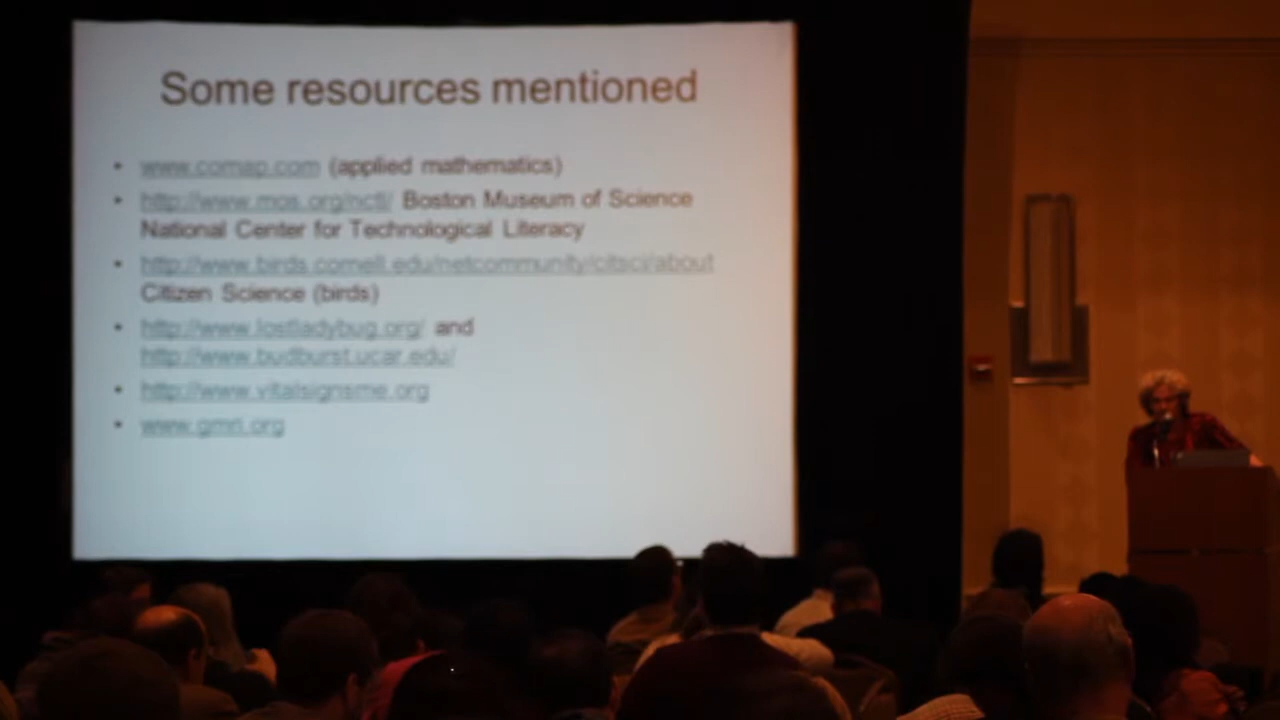 Some resources mentioned
• www.comap.com (applied mathematics)
• http://www.mos.org/nctl/ Boston Museum of Science
National Center for Technological Literacy
• http://www.birds.cornell.edu/netcommunity/citsci/about
Citizen Science (birds)
• http://www.lostladybug.org/ and
http://www.budburst.ucar.edu/
• http://www.vitalsignsme.org
• www.gmri.org